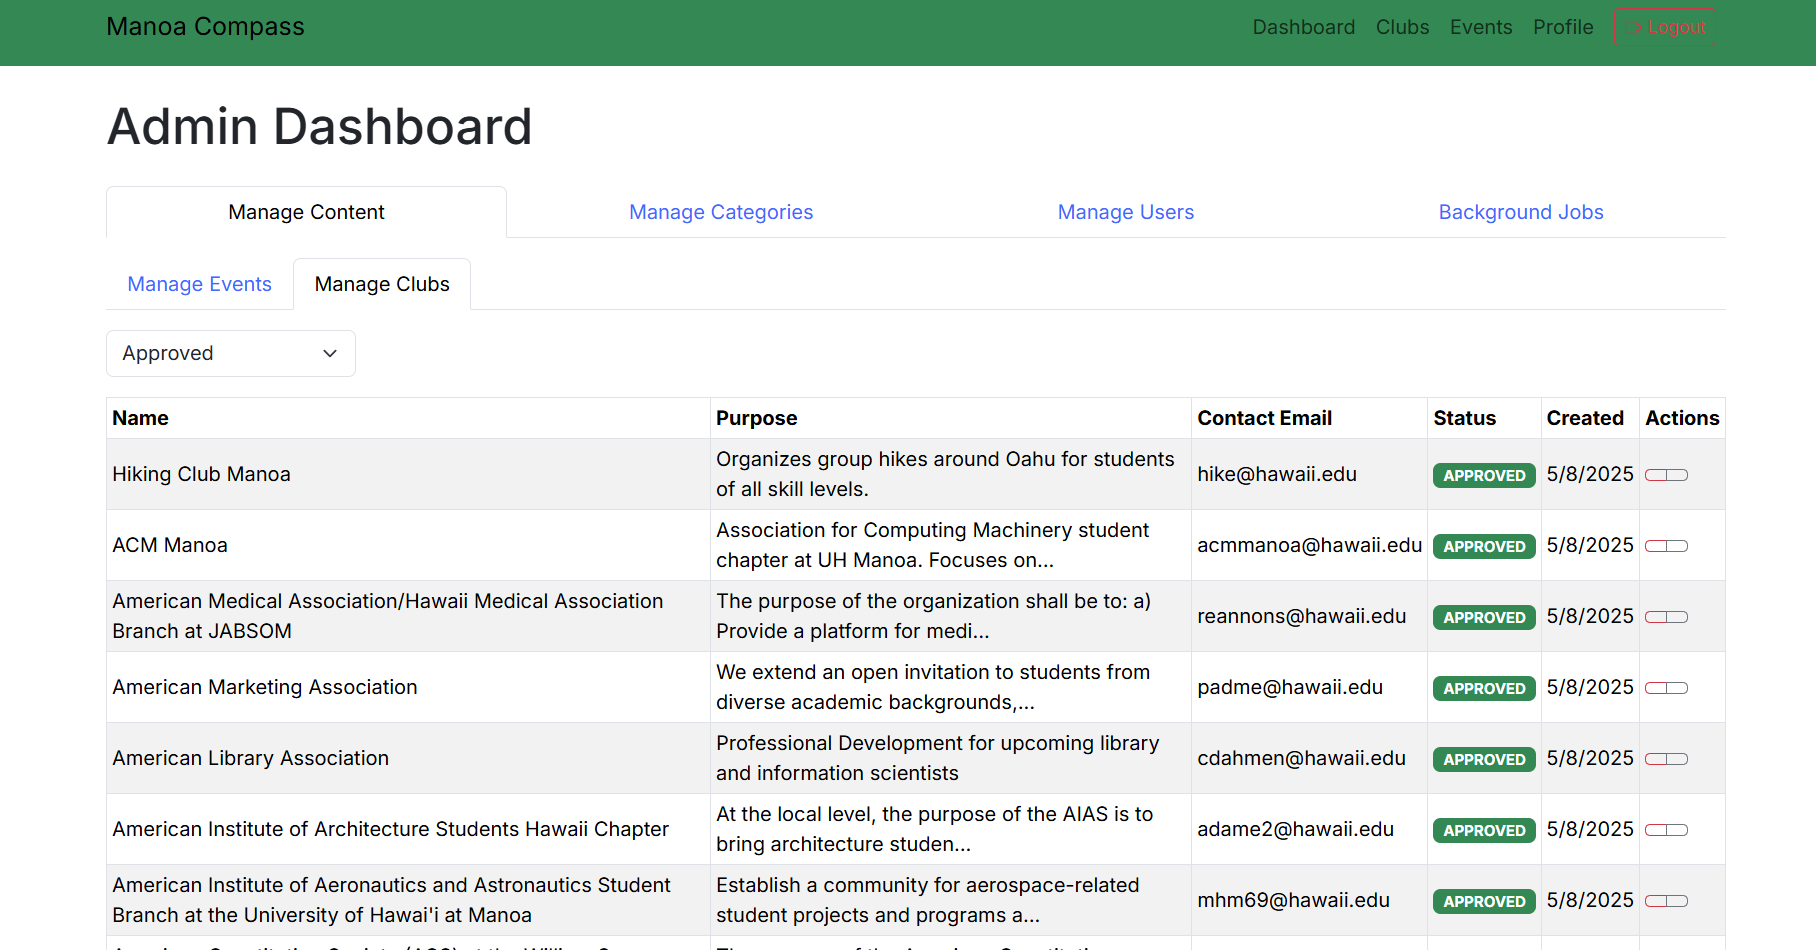 Manoa Compass
Dashboard Clubs Events Profile Logout
Admin Dashboard
Manage Content Manage Categories Manage Users Background Jobs
Manage Events Manage Clubs
Approved
Name Purpose Contact Email Status Created Actions
Hiking Club Manoa
Organizes group hikes around Oahu for students
of all skill levels.
hike@hawaii.edu APPROVED 5/8/2025
ACM Manoa
Association for Computing Machinery student
chapter at UH Manoa. Focuses on...
acmmanoa@hawaii.edu APPROVED 5/8/2025
American Medical Association/Hawaii Medical Association
Branch at JABSOM
The purpose of the organization shall be to: a)
Provide a platform for medi...
reannons@hawaii.edu APPROVED 5/8/2025
American Marketing Association
We extend an open invitation to students from
diverse academic backgrounds,...
padme@hawaii.edu APPROVED 5/8/2025
American Library Association
Professional Development for upcoming library
and information scientists
cdahmen@hawaii.edu APPROVED 5/8/2025
American Institute of Architecture Students Hawaii Chapter
At the local level, the purpose of the AIAS is to
bring architecture studen...
adame2@hawaii.edu APPROVED 5/8/2025
American Institute of Aeronautics and Astronautics Student
Branch at the University of Hawai'i at Manoa
Establish a community for aerospace-related
student projects and programs a...
mhm69@hawaii.edu APPROVED 5/8/2025